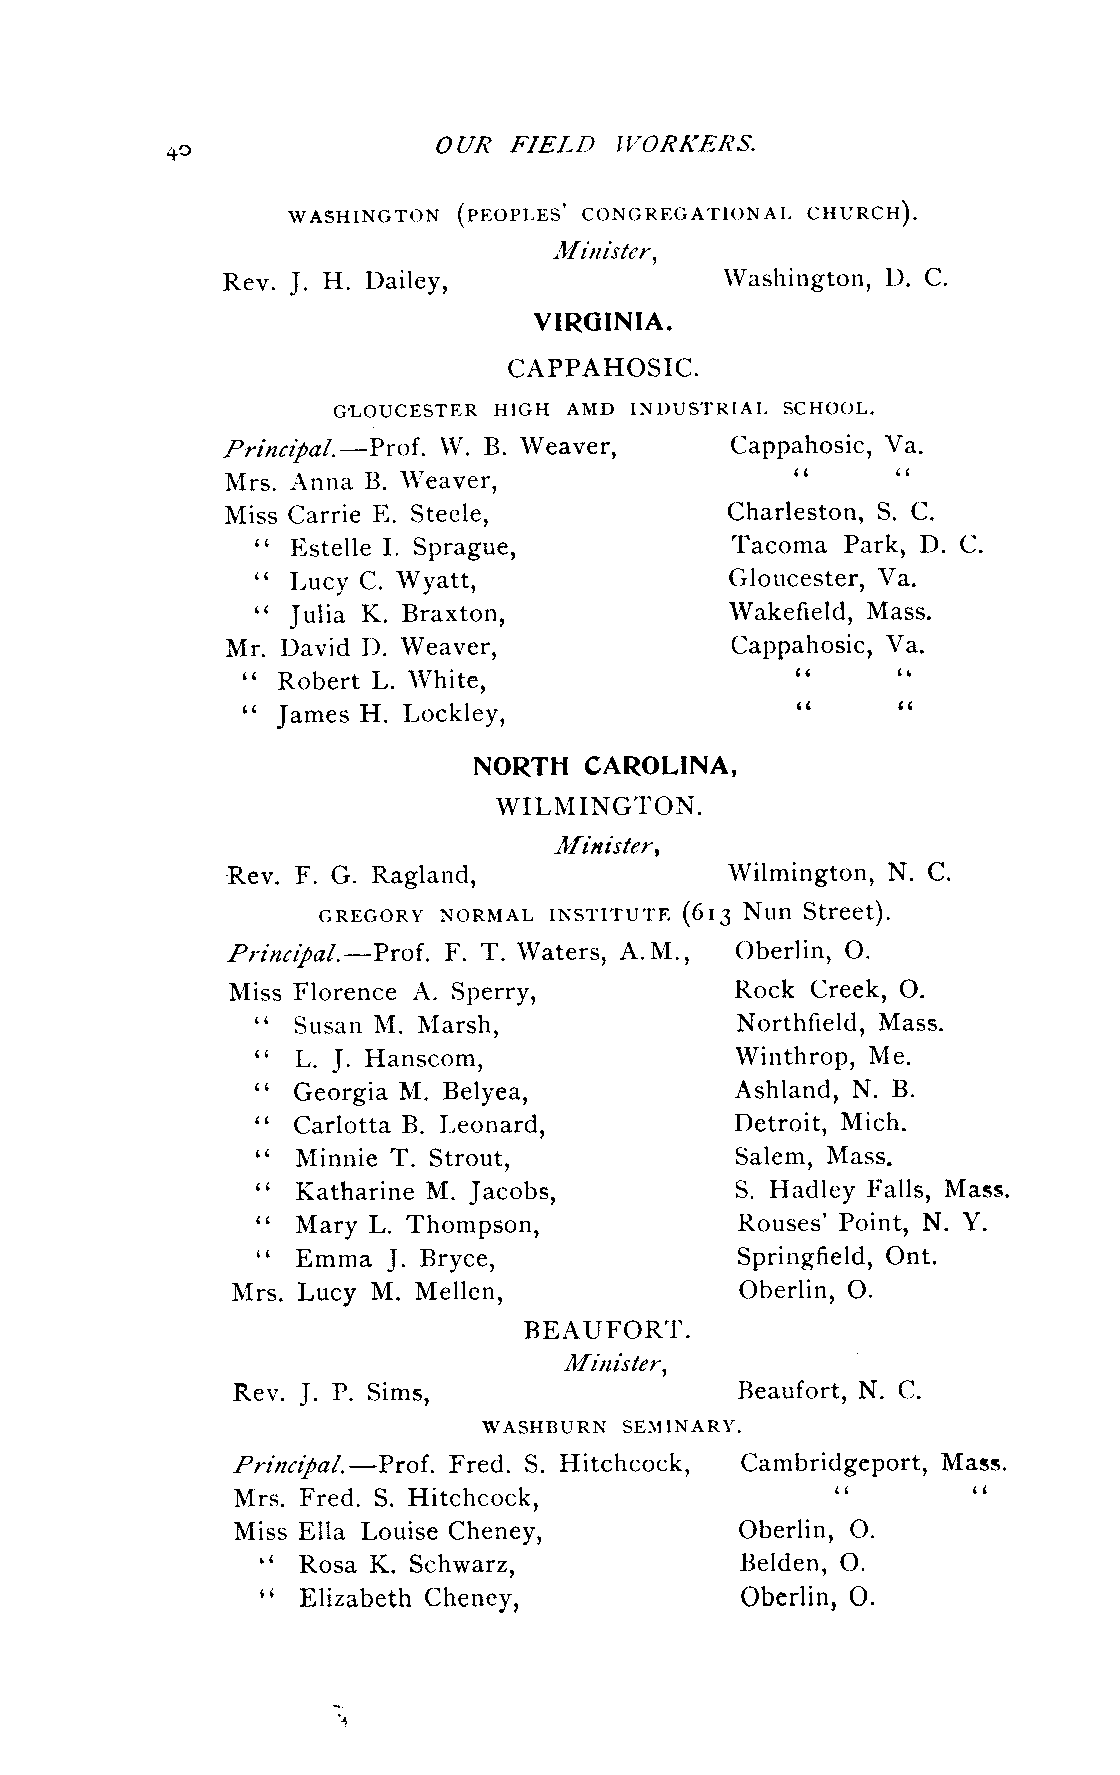 40 OUR FIELD WORKERS.
WASHINGTON (PEOPLES' CONGREGATIONAL CHURCH).
Minister,
Rev. J. H. Dailey, Washington, D. C.
VIRGINIA.
CAPPAHOSIC.
GLOUCESTER HIGH AMD INDUSTRIAL SCHOOL.
Principal.—Prof. W. B. Weaver, Cappahosic, Va.
Mrs. Anna B. Weaver, “ “
Miss Carrie E. Steele, Charleston, S. C.
“ Estelle I. Sprague, Tacoma Park, D. C.
“ Lucy C. Wyatt, Gloucester, Va.
“ Julia K. Braxton, Wakefield, Mass.
Mr. David D. Weaver, Cappahosic, Va.
“ Robert L. White, “ “
“ James H. Lockley, “ “
NORTH CAROLINA,
WILMINGTON.
Minister,
Rev. F. G. Ragland, Wilmington, N. C.
GREGORY NORMAL INSTITUTE (613 Nun Street).
Principal.—Prof. F. T. Waters, A.M., Oberlin, O.
Miss Florence A. Sperry, Rock Creek, O.
“ Susan M. Marsh, Northfield, Mass.
“ L. J. Hanscom, Winthrop, Me.
“ Georgia M. Belyea, Ashland, N. B.
“ Carlotta B. Leonard, Detroit, Mich.
“ Minnie T. Strout, Salem, Mass.
“ Katharine M. Jacobs, S. Hadley Falls, Mass.
“ Mary L. Thompson, Rouses' Point, N. Y.
“ Emma J. Bryce, Springfield, Ont.
Mrs. Lucy M. Mellen, Oberlin, O.
BEAUFORT.
Minister,
Rev. J. P. Sims, Beaufort, N. C.
WASHBURN SEMINARY.
Principal.—Prof. Fred. S. Hitchcock, Cambridgeport, Mass.
Mrs. Fred. S. Hitchcock, “ “
Miss Ella Louise Cheney, Oberlin, O.
“ Rosa K. Schwarz, Belden, O.
“ Elizabeth Cheney, Oberlin, O.